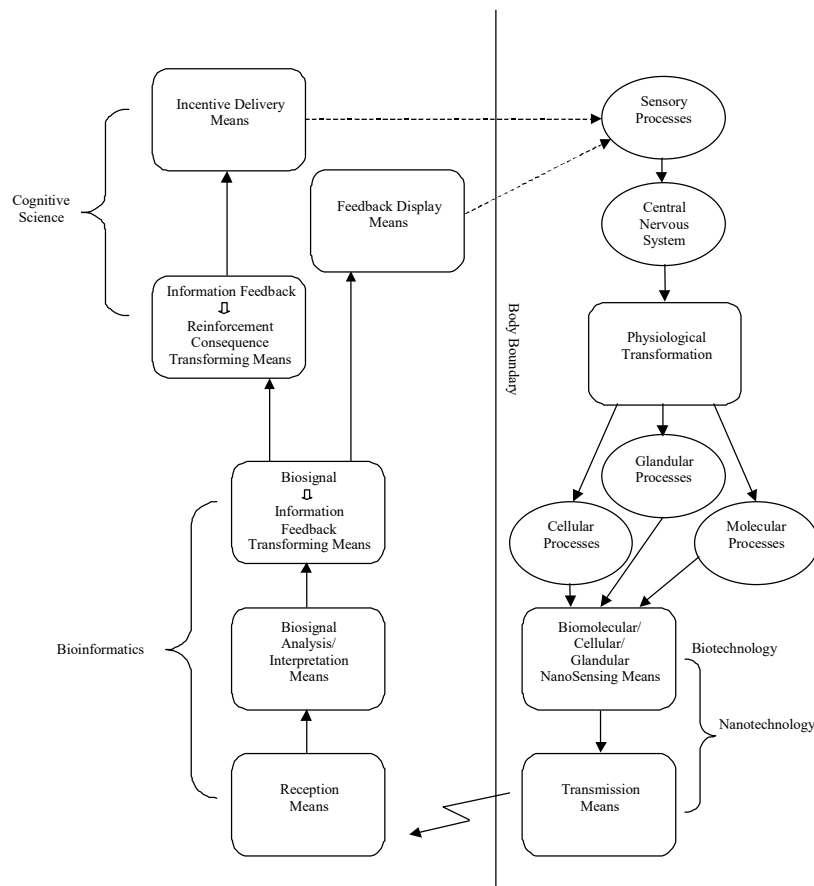 Incentive Delivery
Means
Sensory
Processes
Cognitive
Science
Feedback Display
Means
Central
Nervous
System
Information Feedback
⇩
Reinforcement
Consequence
Transforming Means
Body Boundary
Physiological
Transformation
Glandular
Processes
Biosignal
⇩
Information
Feedback
Transforming Means
Cellular
Processes
Molecular
Processes
Bioinformatics
Biosignal
Analysis/
Interpretation
Means
Biomolecular/
Cellular/
Glandular
NanoSensing Means
Biotechnology
Nanotechnology
Reception
Means
Transmission
Means